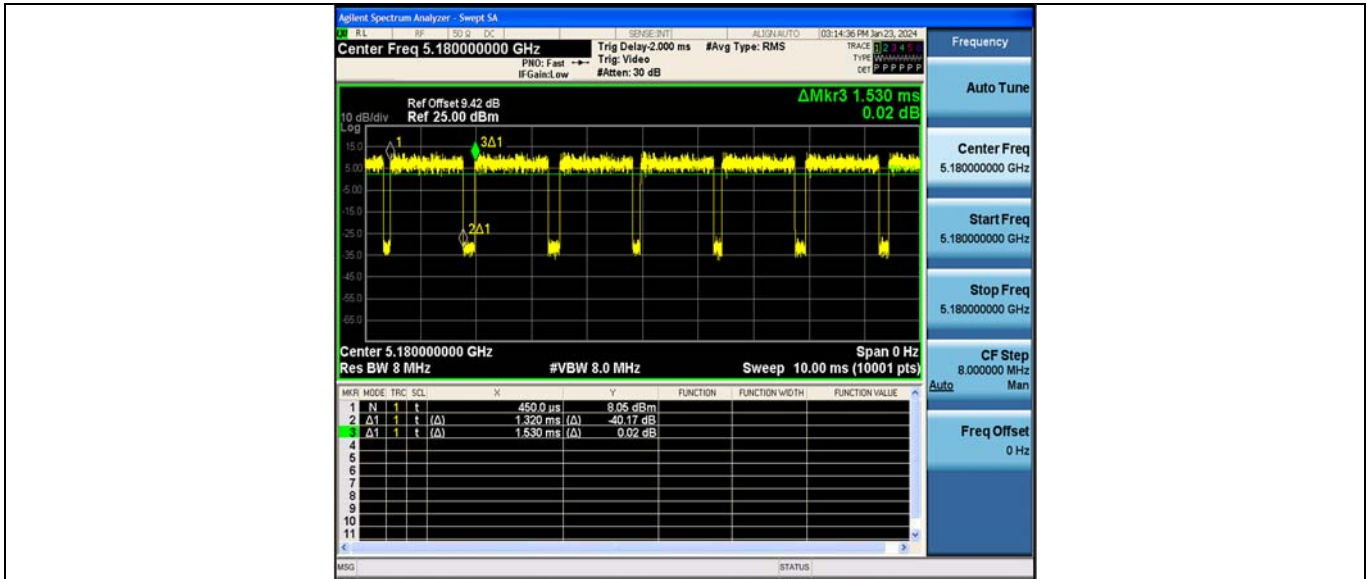 Agilent Spectrum Analyzer - Swept SA
RL RF 50 Ω DC SENSE:INT ALIGNAUTO 03:14:36 PM Jan 23, 2024
Center Freq 5.180000000 GHz
PNO: Fast
IFGain:Low
Trig Delay-2.000 ms
Trig: Video
#Atten: 30 dB
#Avg Type: RMS
TRACE 1 2 3 4 5 6
TYPE
DET P P P P P P
Frequency
Auto Tune
Center Freq
5.180000000 GHz
Start Freq
5.180000000 GHz
Stop Freq
5.180000000 GHz
CF Step
8.000000 MHz
Auto Man
Freq Offset
0 Hz
Ref Offset 9.42 dB
10 dB/div Ref 25.00 dBm
Log
ΔMkr3 1.530 ms
0.02 dB
15.0
5.00
-5.00
-15.0
-25.0
-35.0
-45.0
-55.0
-65.0
1
3Δ1
2Δ1
Center 5.180000000 GHz Span 0 Hz
Res BW 8 MHz #VBW 8.0 MHz Sweep 10.00 ms (10001 pts)
MKR MODE TRC SCL X Y FUNCTION FUNCTION WIDTH FUNCTION VALUE
1 N 1 t 450.0 µs 8.05 dBm
2 Δ1 1 t (Δ) 1.320 ms (Δ) -40.17 dB
3 Δ1 1 t (Δ) 1.530 ms (Δ) 0.02 dB
4
5
6
7
8
9
10
11
MSG STATUS